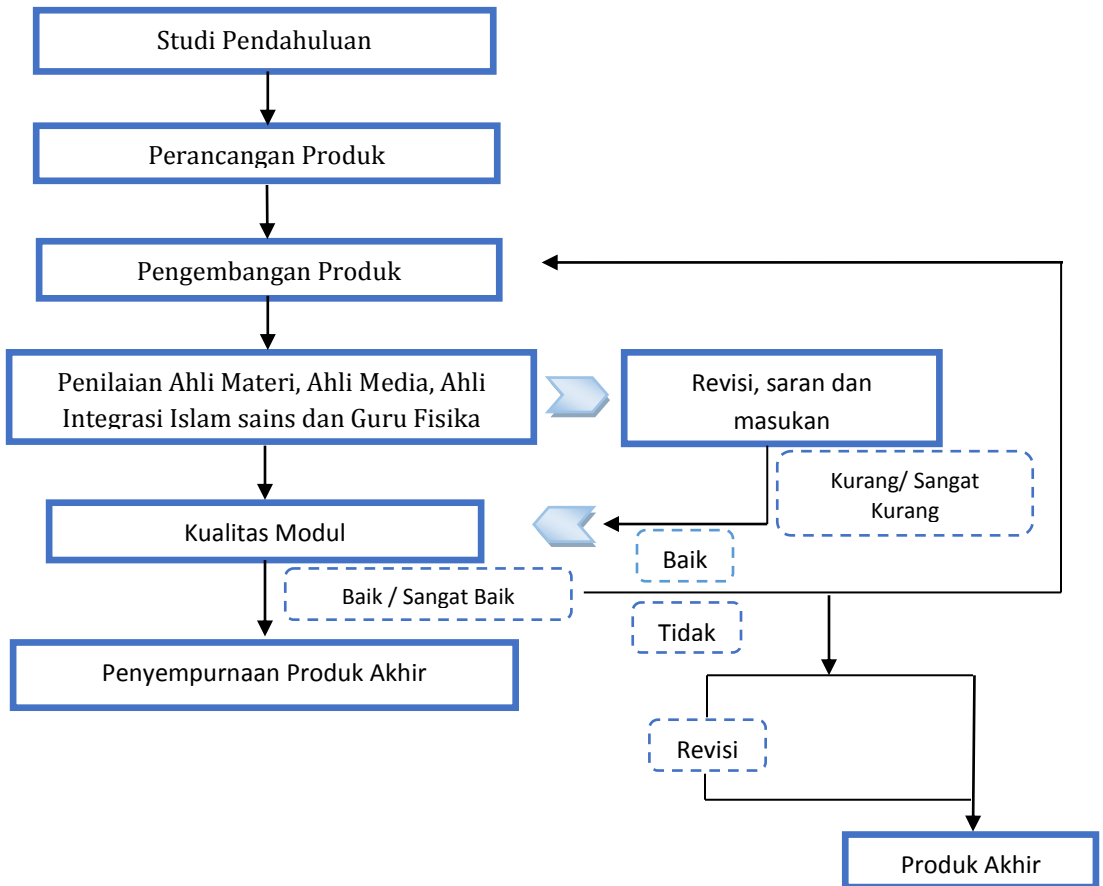 Studi Pendahuluan
Perancangan Produk
Pengembangan Produk
Penilaian Ahli Materi, Ahli Media, Ahli
Integrasi Islam sains dan Guru Fisika
Revisi, saran dan
masukan
Kurang/ Sangat
Kurang
Kualitas Modul
Baik
Baik / Sangat Baik
Tidak
Penyempurnaan Produk Akhir
Revisi
Produk Akhir